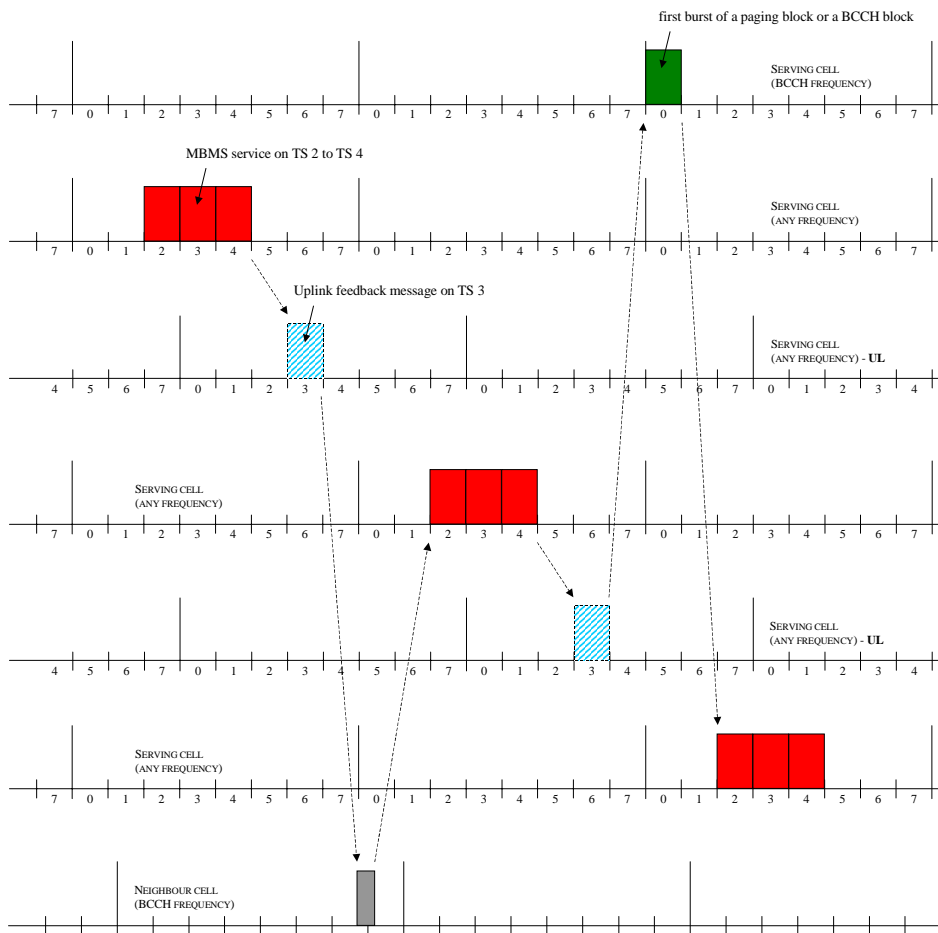 first burst of a paging block or a BCCH block
SERVING CELL
(BCCH FREQUENCY)
7 0 1 2 3 4 5 6 7 0 1 2 3 4 5 6 7 0 1 2 3 4 5 6 7
MBMS service on TS 2 to TS 4
SERVING CELL
(ANY FREQUENCY)
7 0 1 2 3 4 5 6 7 0 1 2 3 4 5 6 7 0 1 2 3 4 5 6 7
Uplink feedback message on TS 3
SERVING CELL
(ANY FREQUENCY) - UL
4 5 6 7 0 1 2 3 4 5 6 7 0 1 2 3 4 5 6 7 0 1 2 3 4
SERVING CELL
(ANY FREQUENCY)
7 0 1 2 3 4 5 6 7 0 1 2 3 4 5 6 7 0 1 2 3 4 5 6 7
SERVING CELL
(ANY FREQUENCY) - UL
4 5 6 7 0 1 2 3 4 5 6 7 0 1 2 3 4 5 6 7 0 1 2 3 4
SERVING CELL
(ANY FREQUENCY)
7 0 1 2 3 4 5 6 7 0 1 2 3 4 5 6 7 0 1 2 3 4 5 6 7
NEIGHBOUR CELL
(BCCH FREQUENCY)